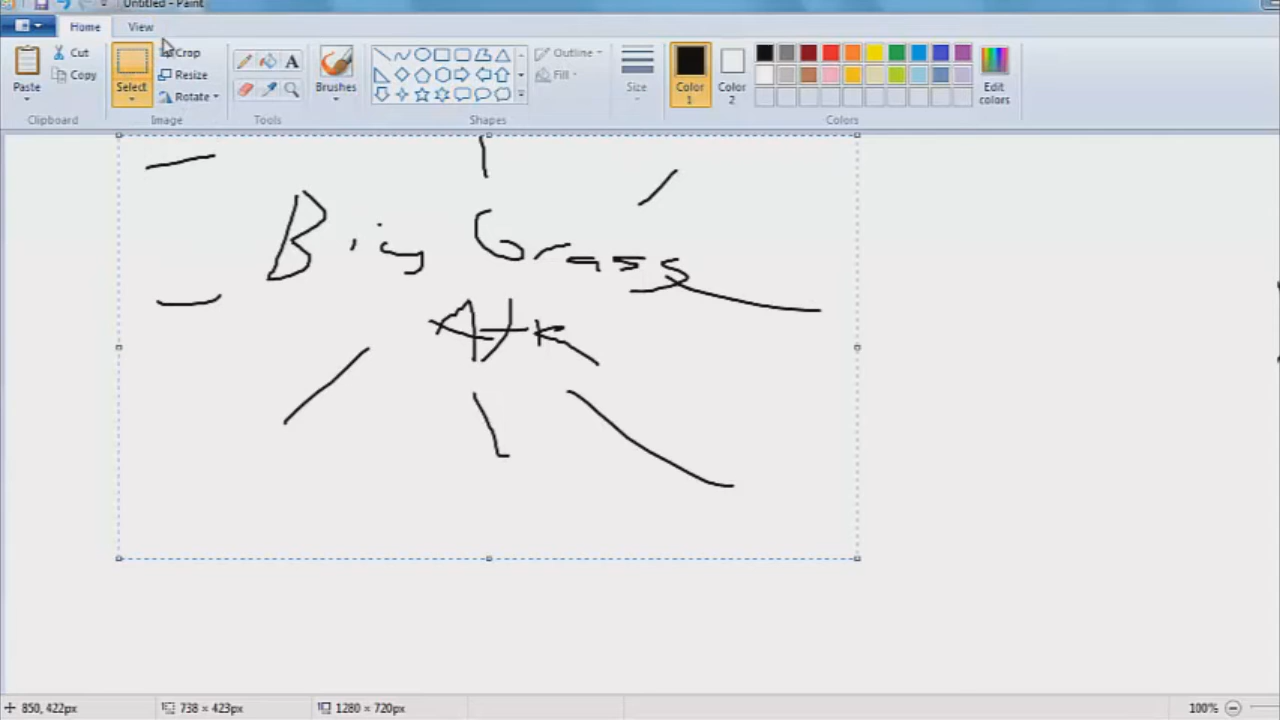 Untitled - Paint
Home View
Paste
Cut
Copy
Clipboard
Select
Crop
Resize
Rotate
Image
Tools
Brushes
Shapes
Outline
Fill
Size
Color 1
Color 2
Edit colors
Colors
Big Grass
850, 422px 738 × 423px 1280 × 720px 100%